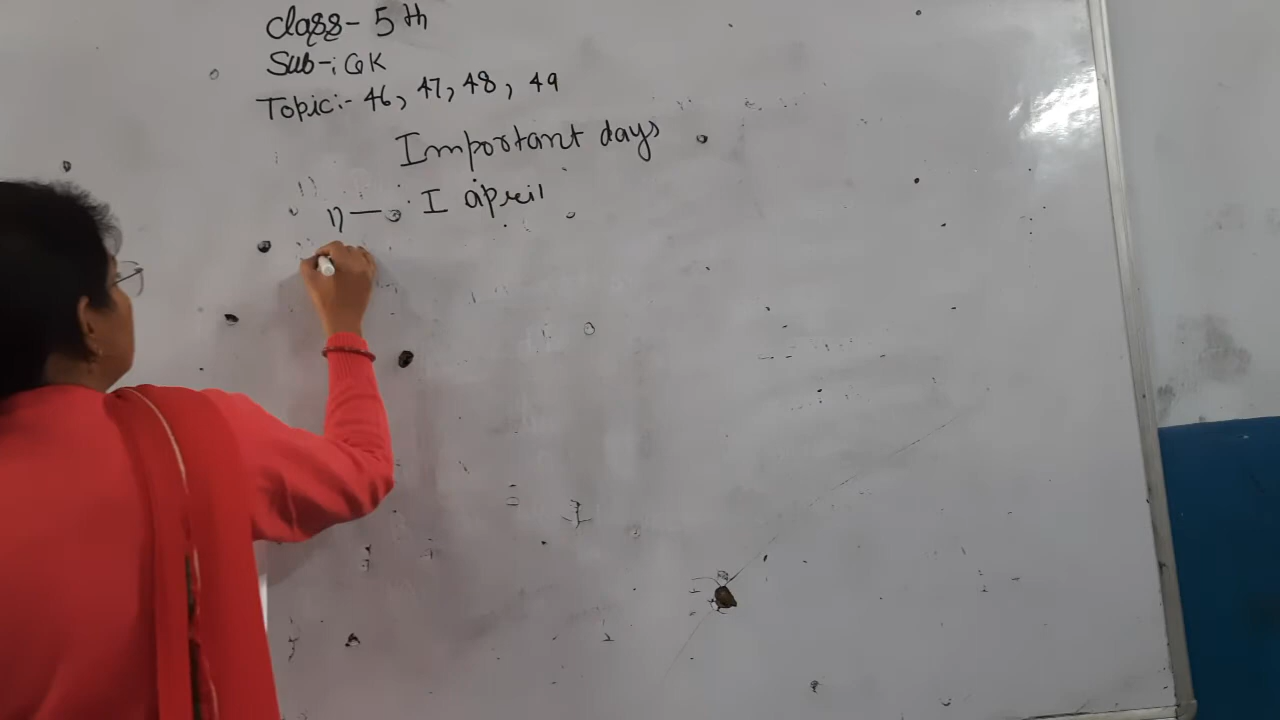 Class- 5th
Sub-: GK
Topic:- 46, 47, 48, 49
Important days
1) — I april